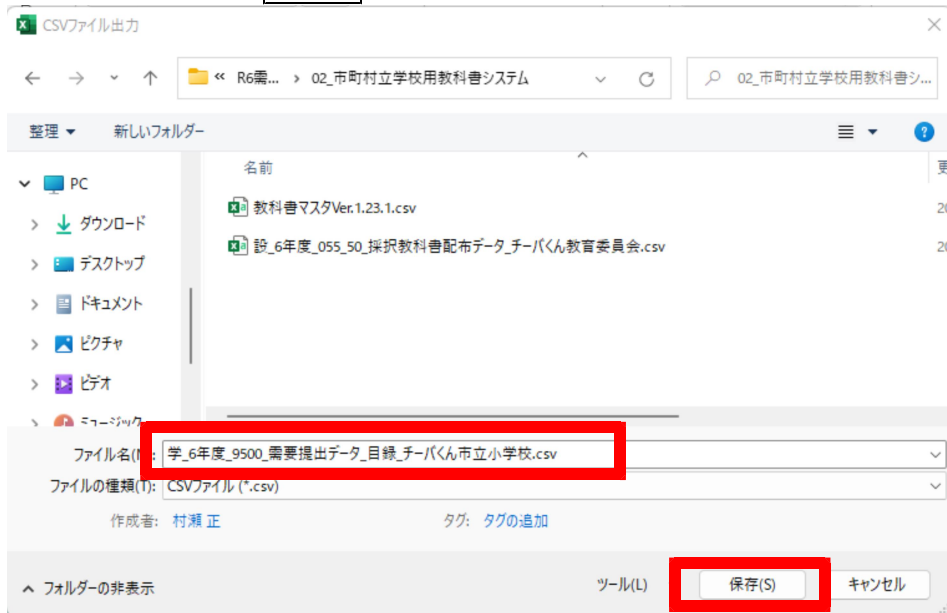 CSVファイル出力
« R6需... › 02_市町村立学校用教科書システム
02_市町村立学校用教科書シ...
整理 新しいフォルダー
名前
PC
ダウンロード
デスクトップ
ドキュメント
ピクチャ
ビデオ
ミュージック
教科書マスタVer.1.23.1.csv
設_6年度_055_50_採択教科書配布データ_チーバくん教育委員会.csv
ファイル名(N): 学_6年度_9500_需要提出データ_目録_チーバくん市立小学校.csv
ファイルの種類(T): CSVファイル (*.csv)
作成者: 村瀬 正 タグ: タグの追加
フォルダーの非表示 ツール(L) 保存(S) キャンセル